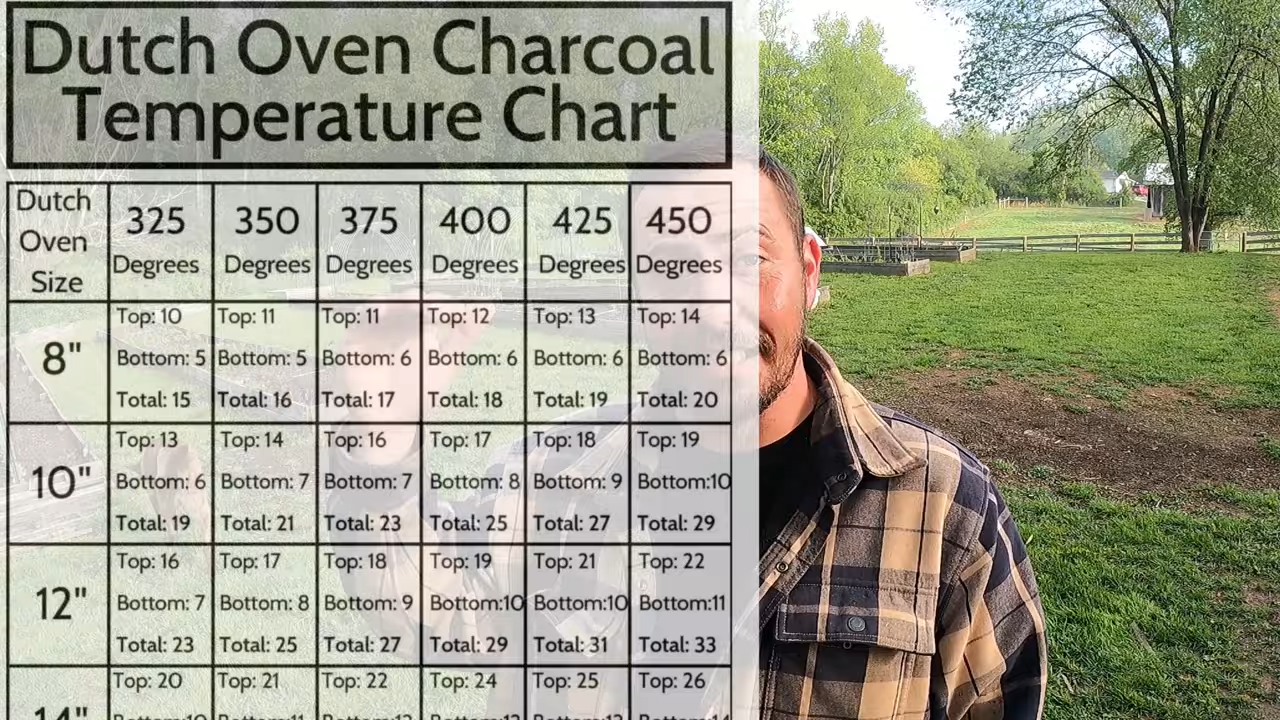 Dutch Oven Charcoal
Temperature Chart
Dutch
Oven
Size
325
Degrees
350
Degrees
375
Degrees
400
Degrees
425
Degrees
450
Degrees
8"
Top: 10
Bottom: 5
Total: 15
Top: 11
Bottom: 5
Total: 16
Top: 11
Bottom: 6
Total: 17
Top: 12
Bottom: 6
Total: 18
Top: 13
Bottom: 6
Total: 19
Top: 14
Bottom: 6
Total: 20
10"
Top: 13
Bottom: 6
Total: 19
Top: 14
Bottom: 7
Total: 21
Top: 16
Bottom: 7
Total: 23
Top: 17
Bottom: 8
Total: 25
Top: 18
Bottom: 9
Total: 27
Top: 19
Bottom:10
Total: 29
12"
Top: 16
Bottom: 7
Total: 23
Top: 17
Bottom: 8
Total: 25
Top: 18
Bottom: 9
Total: 27
Top: 19
Bottom:10
Total: 29
Top: 21
Bottom:10
Total: 31
Top: 22
Bottom:11
Total: 33
14"
Top: 20
Top: 21
Top: 22
Top: 24
Top: 25
Top: 26